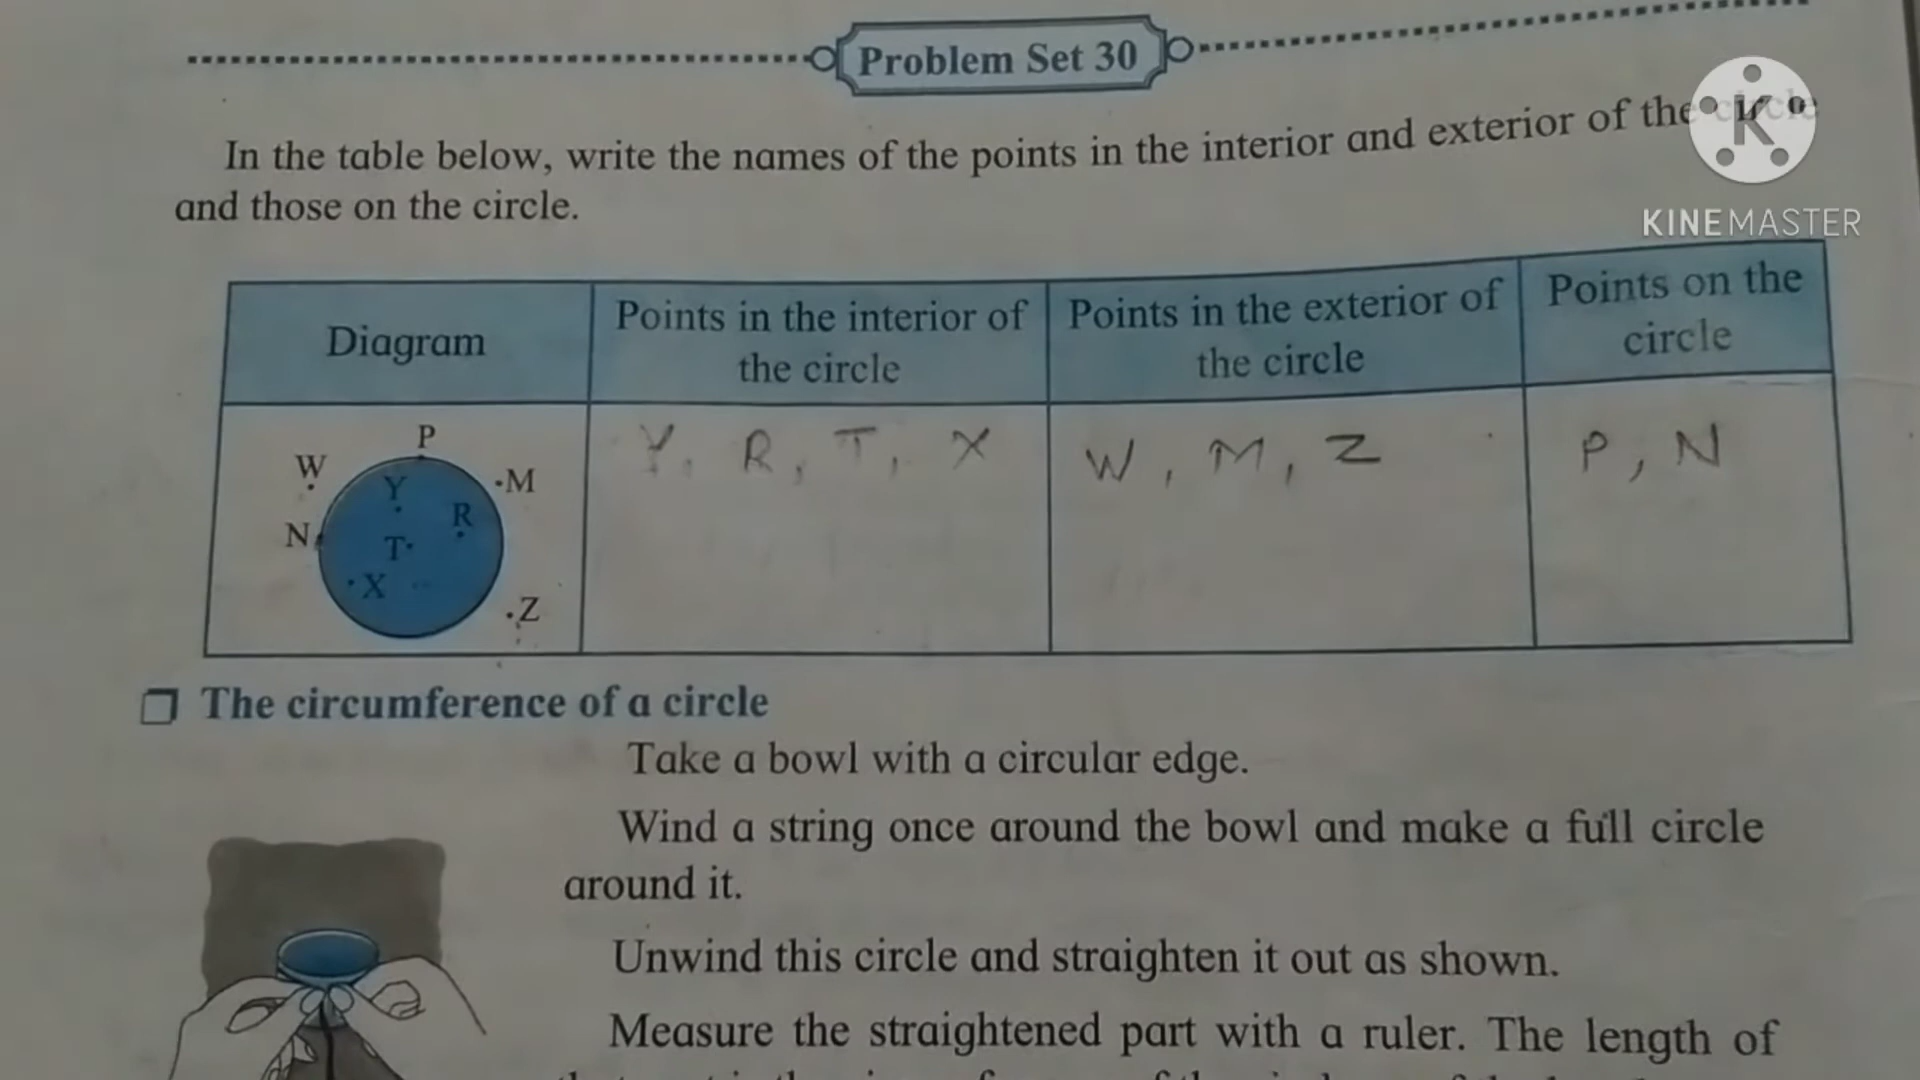 Problem Set 30
In the table below, write the names of the points in the interior and exterior of the circle
and those on the circle.
K
KINEMASTER
Diagram
Points in the interior of
the circle
Points in the exterior of
the circle
Points on the
circle
P
W
M
Y
R
N
T
X
Z
Y, R, T, X
W, M, Z
P, N
The circumference of a circle
Take a bowl with a circular edge.
Wind a string once around the bowl and make a full circle
around it.
Unwind this circle and straighten it out as shown.
Measure the straightened part with a ruler. The length of